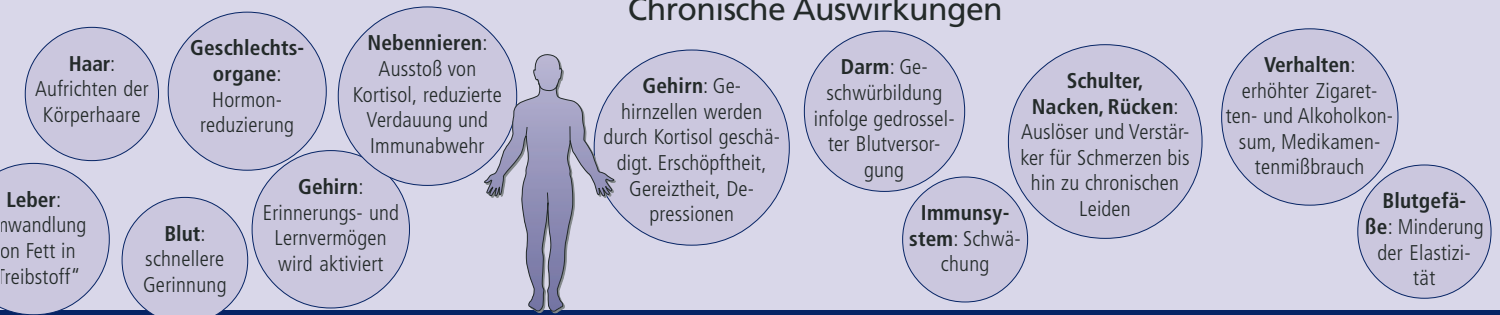 Chronische Auswirkungen
Haar:
Aufrichten der
Körperhaare
Geschlechts-
organe:
Hormon-
reduzierung
Nebennieren:
Ausstoß von
Kortisol, reduzierte
Verdauung und
Immunabwehr
Leber:
on Fett in
Blut:
schnellere
Gerinnung
Gehirn:
Erinnerungs- und
Lernvermögen
wird aktiviert
Gehirn: Ge-
hirnzellen werden
durch Kortisol geschä-
digt. Erschöpftheit,
Gereiztheit, De-
pressionen
Darm: Ge-
schwürbildung
infolge gedrossel-
ter Blutversor-
gung
Immunsy-
stem: Schwä-
chung
Schulter,
Nacken, Rücken:
Auslöser und Verstär-
ker für Schmerzen bis
hin zu chronischen
Leiden
Verhalten:
erhöhter Zigaret-
ten- und Alkoholkon-
sum, Medikamen-
tenmißbrauch
Blutgefä-
ße: Minderung
der Elastizi-
tät